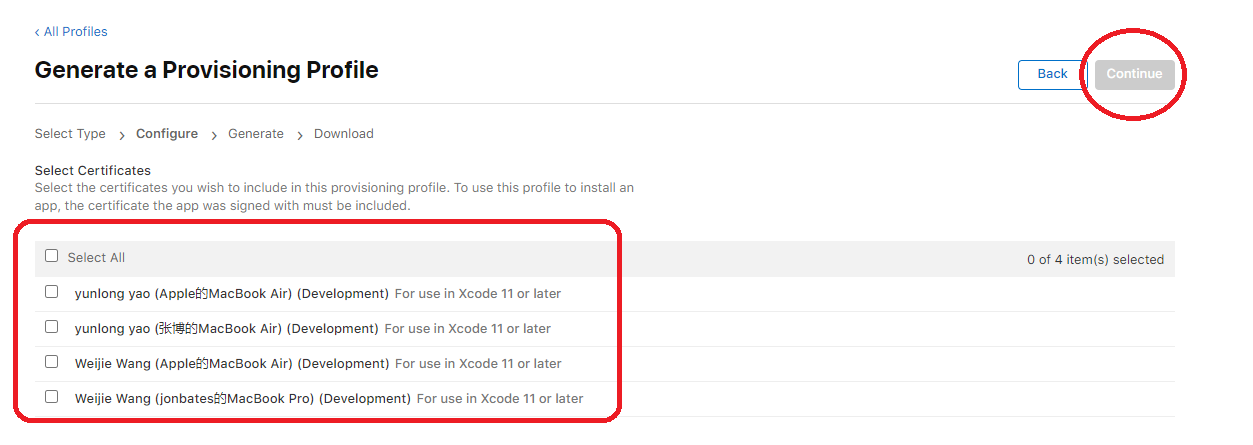 ‹ All Profiles
Generate a Provisioning Profile
Back
Continue
Select Type › Configure › Generate › Download
Select Certificates
Select the certificates you wish to include in this provisioning profile. To use this profile to install an
app, the certificate the app was signed with must be included.
Select All
0 of 4 item(s) selected
yunlong yao (Apple的MacBook Air) (Development) For use in Xcode 11 or later
yunlong yao (张博的MacBook Air) (Development) For use in Xcode 11 or later
Weijie Wang (Apple的MacBook Air) (Development) For use in Xcode 11 or later
Weijie Wang (jonbates的MacBook Pro) (Development) For use in Xcode 11 or later